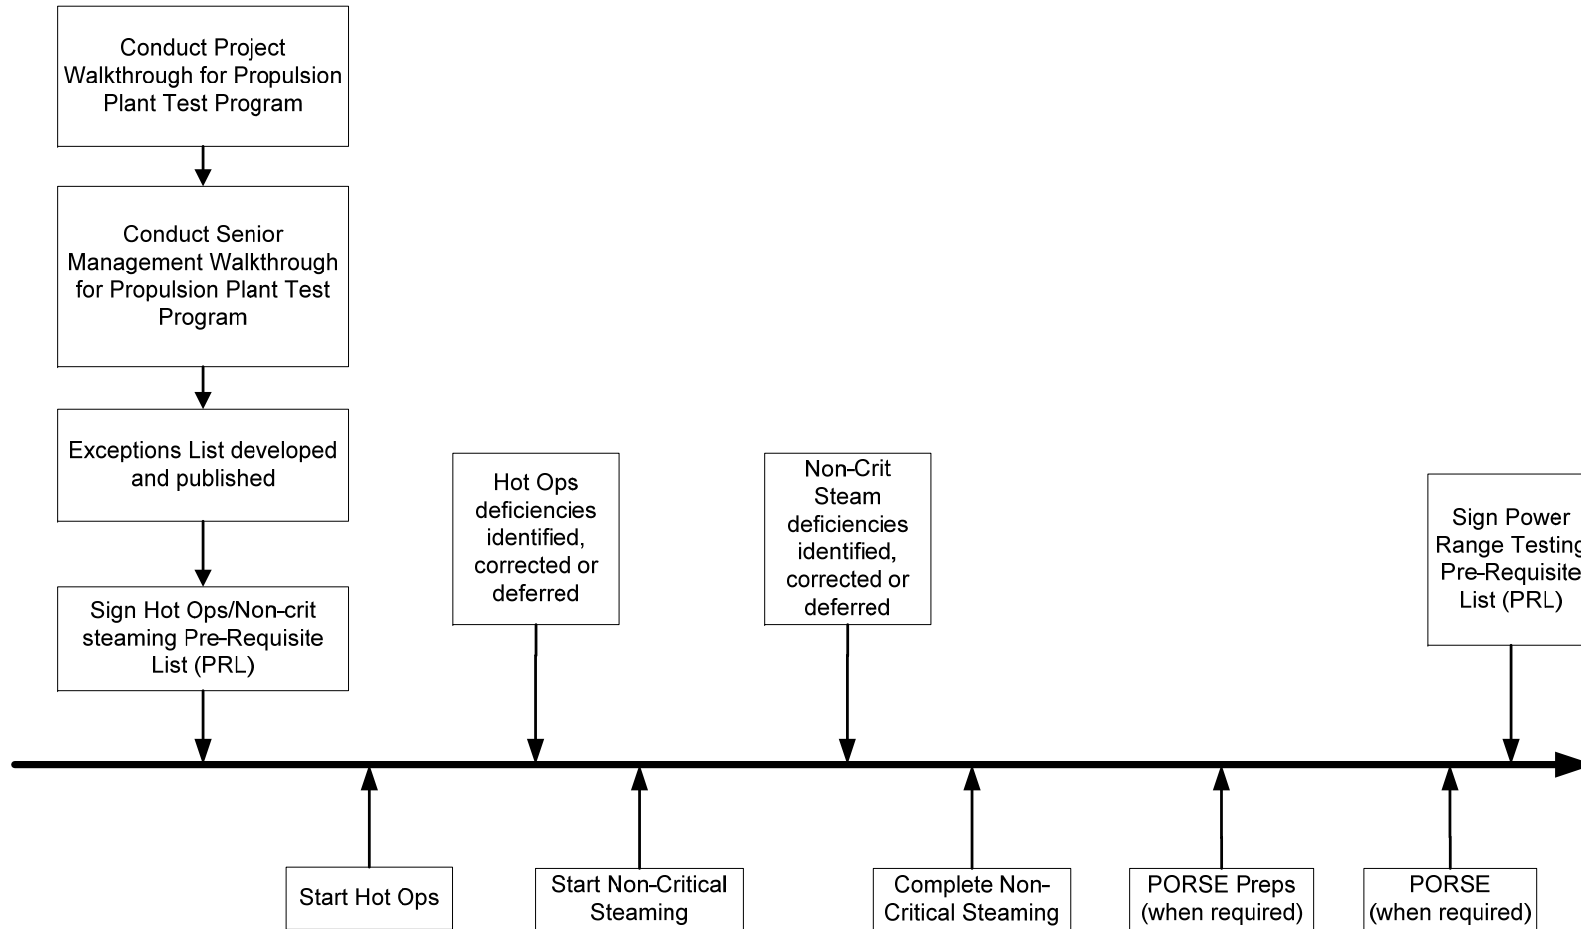 Conduct Project
Walkthrough for Propulsion
Plant Test Program
Conduct Senior
Management Walkthrough
for Propulsion Plant Test
Program
Exceptions List developed
and published
Sign Hot Ops/Non-crit
steaming Pre-Requisite
List (PRL)
Hot Ops
deficiencies
identified,
corrected or
deferred
Non-Crit
Steam
deficiencies
identified,
corrected or
deferred
Sign Power
Range Testing
Pre-Requisite
List (PRL)
Start Hot Ops
Start Non-Critical
Steaming
Complete Non-
Critical Steaming
PORSE Preps
(when required)
PORSE
(when required)